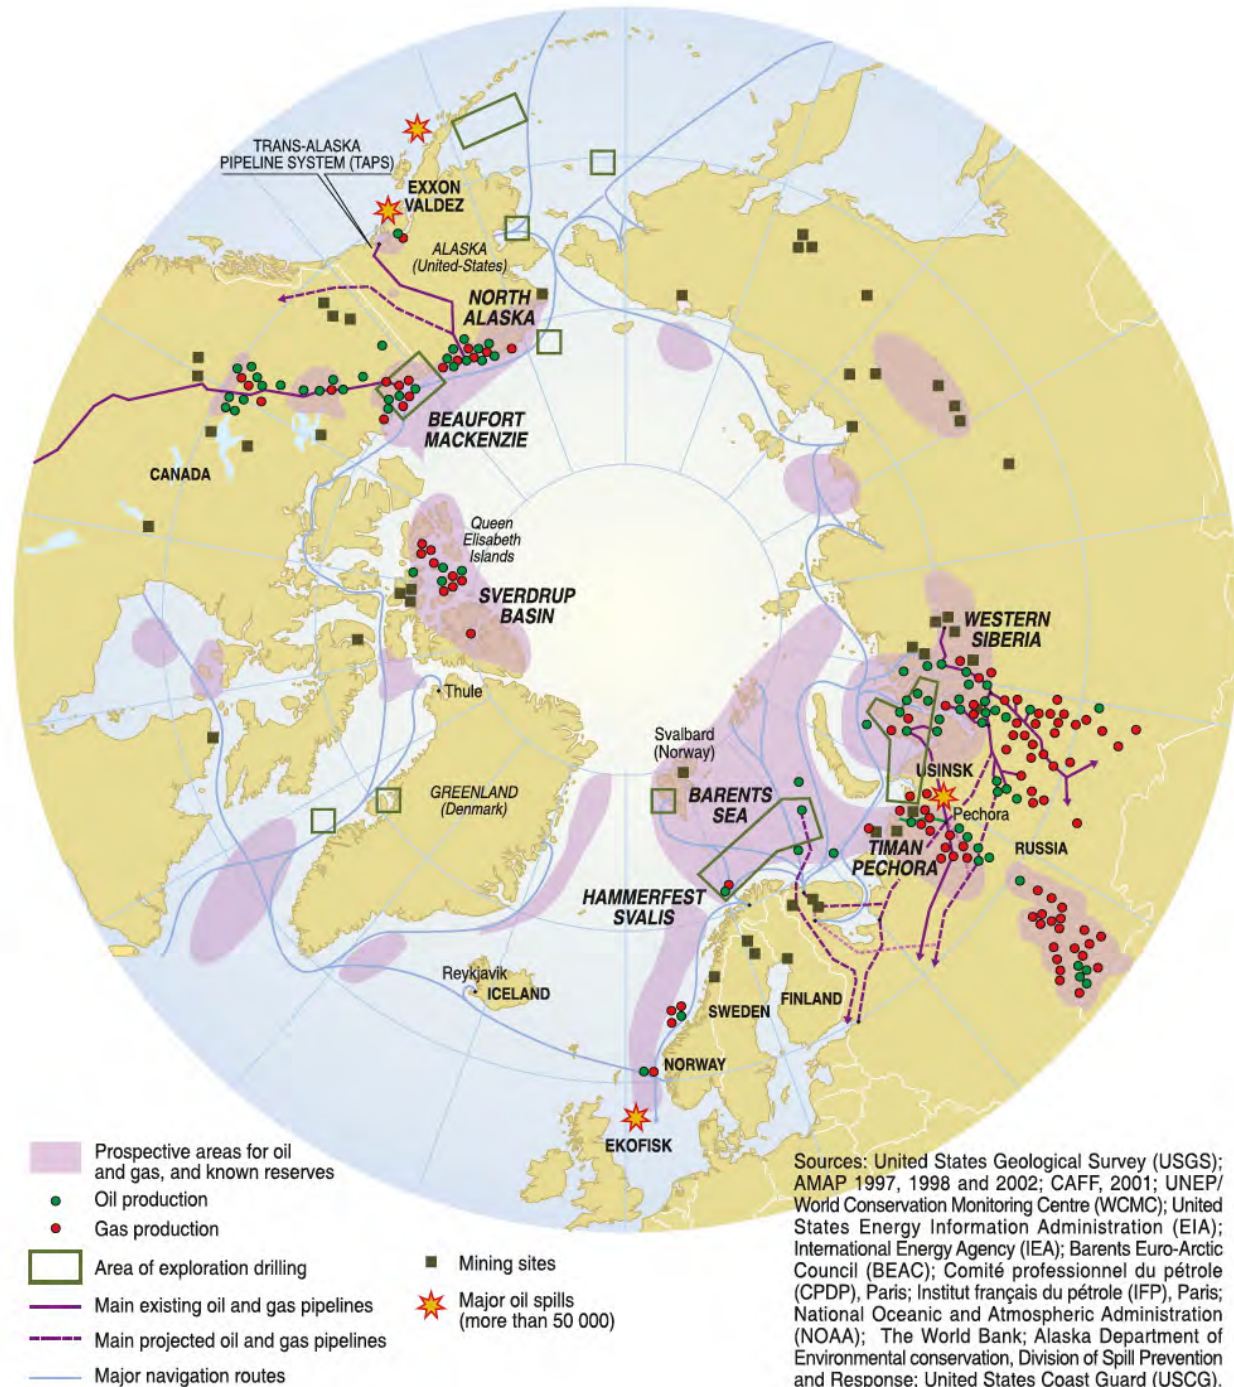 TRANS-ALASKA
PIPELINE SYSTEM (TAPS)
EXXON
VALDEZ
ALASKA
(United-States)
NORTH
ALASKA
BEAUFORT
MACKENZIE
CANADA
Queen
Elisabeth
Islands
SVERDRUP
BASIN
WESTERN
SIBERIA
Thule
Svalbard
(Norway)
USINSK
GREENLAND
(Denmark)
BARENTS
SEA
Pechora
TIMAN
PECHORA
RUSSIA
HAMMERFEST
SVALIS
Reykjavik
ICELAND
SWEDEN
FINLAND
NORWAY
EKOFISK
Prospective areas for oil
and gas, and known reserves
Oil production
Gas production
Area of exploration drilling
Main existing oil and gas pipelines
Main projected oil and gas pipelines
Major navigation routes
Mining sites
Major oil spills
(more than 50 000)
Sources: United States Geological Survey (USGS);
AMAP 1997, 1998 and 2002; CAFF, 2001; UNEP/
World Conservation Monitoring Centre (WCMC); United
States Energy Information Administration (EIA);
International Energy Agency (IEA); Barents Euro-Arctic
Council (BEAC); Comité professionnel du pétrole
(CPDP), Paris; Institut français du pétrole (IFP), Paris;
National Oceanic and Atmospheric Administration
(NOAA); The World Bank; Alaska Department of
Environmental conservation, Division of Spill Prevention
and Response; United States Coast Guard (USCG).